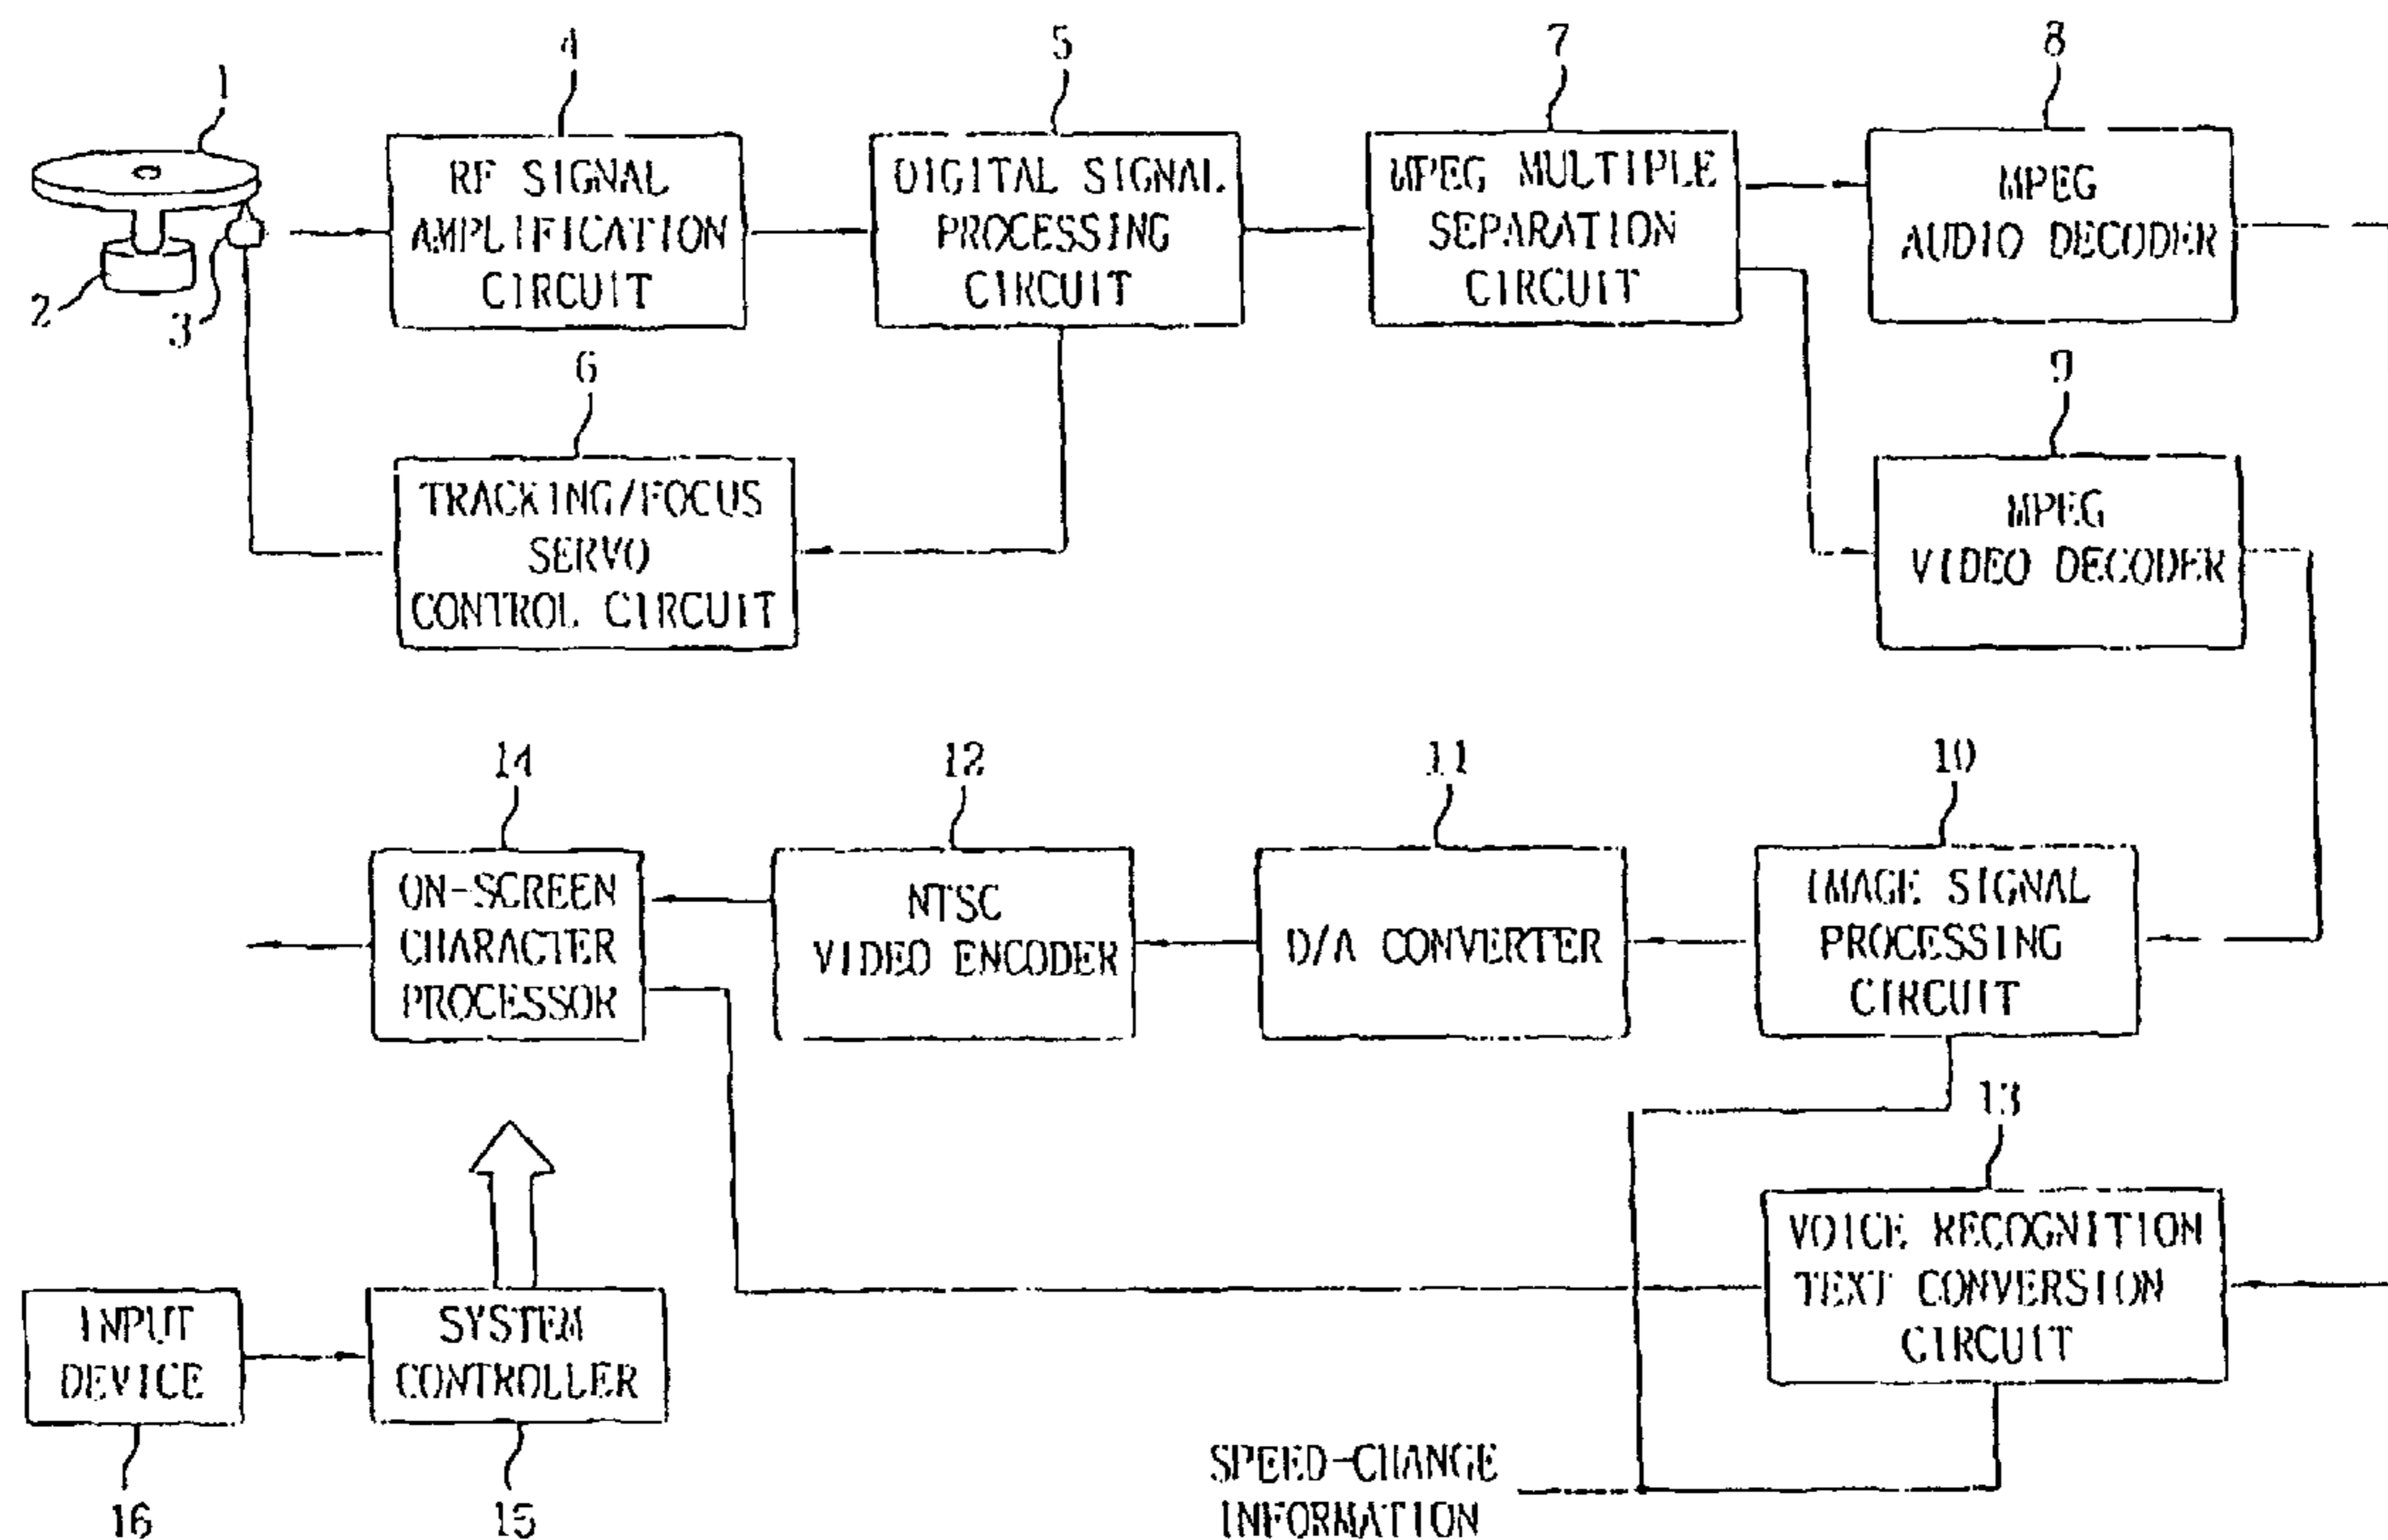 4
5
7
8
1
RF SIGNAL
AMPLIFICATION
CIRCUIT
DIGITAL SIGNAL
PROCESSING
CIRCUIT
MPEG MULTIPLE
SEPARATION
CIRCUIT
MPEG
AUDIO DECODER
2
3
6
9
TRACKING/FOCUS
SERVO
CONTROL CIRCUIT
MPEG
VIDEO DECODER
14
12
11
10
ON-SCREEN
CHARACTER
PROCESSOR
NTSC
VIDEO ENCODER
D/A CONVERTER
IMAGE SIGNAL
PROCESSING
CIRCUIT
13
VOICE RECOGNITION
TEXT CONVERSION
CIRCUIT
INPUT
DEVICE
SYSTEM
CONTROLLER
SPEED-CHANGE
INFORMATION
16
15